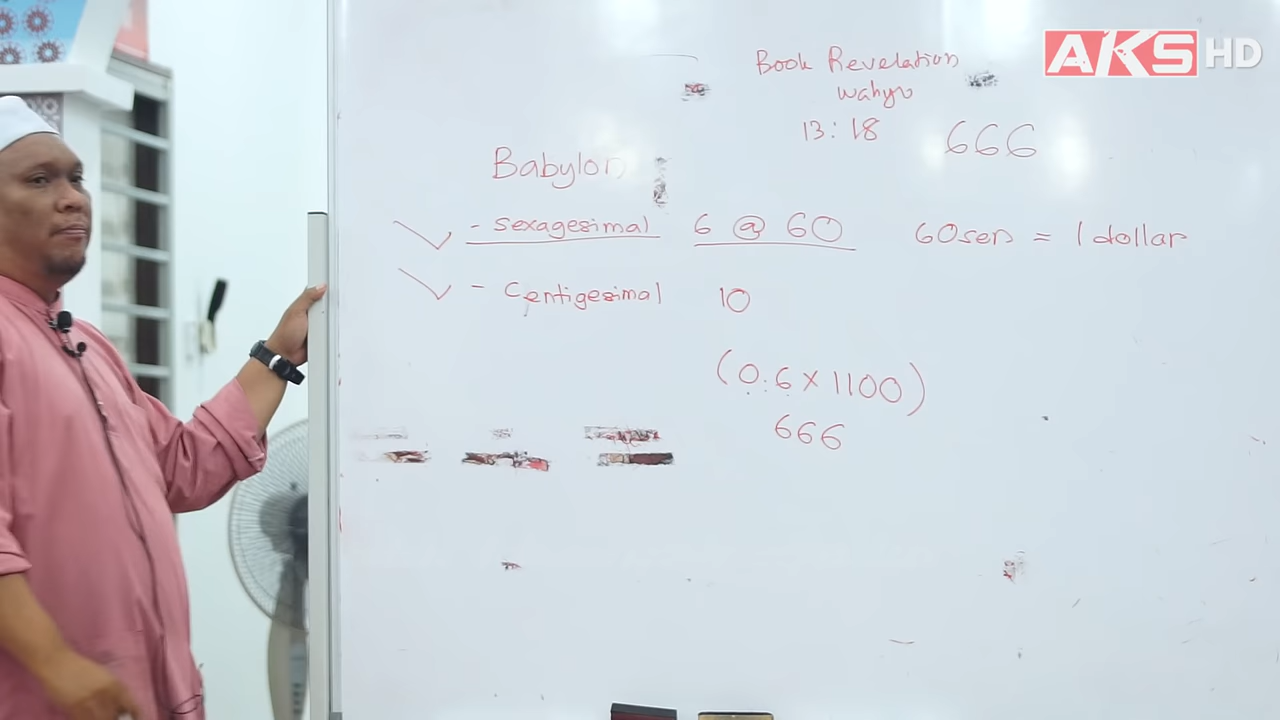 AKS HD
Book Revelation
wahyu
13:18 666
Babylon
- sexagesimal 6 @ 60 60sen = 1 dollar
- Centigesimal 10
(0.6 x 1100)
666